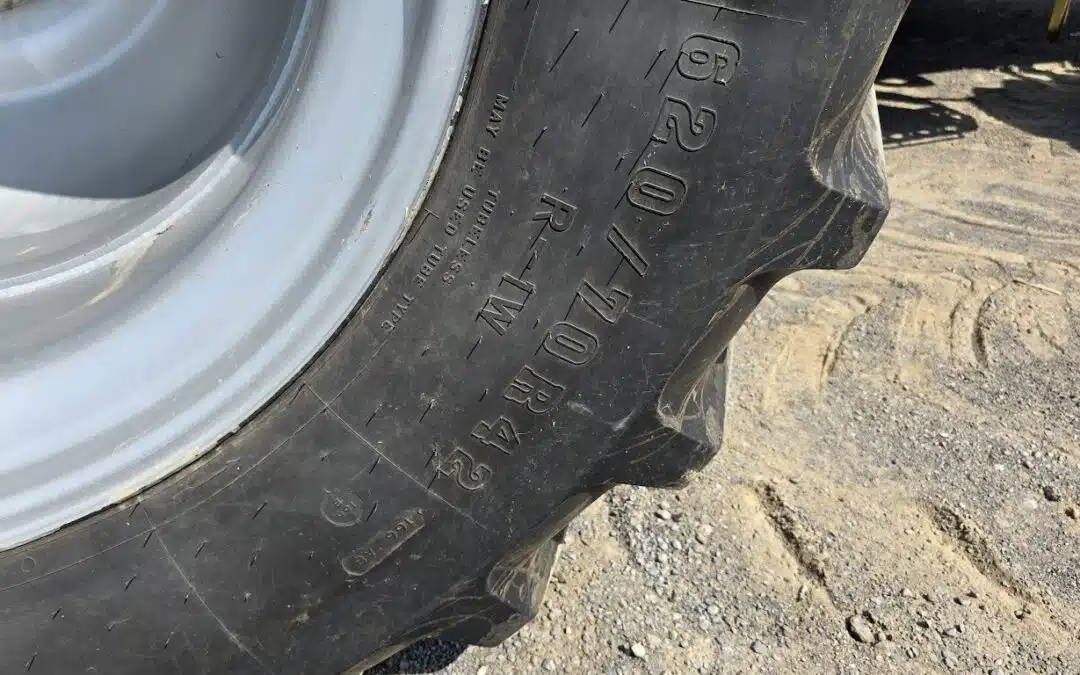 620/70R42
R-1W
TUBELESS
MAY BE USED TUBE TYPE